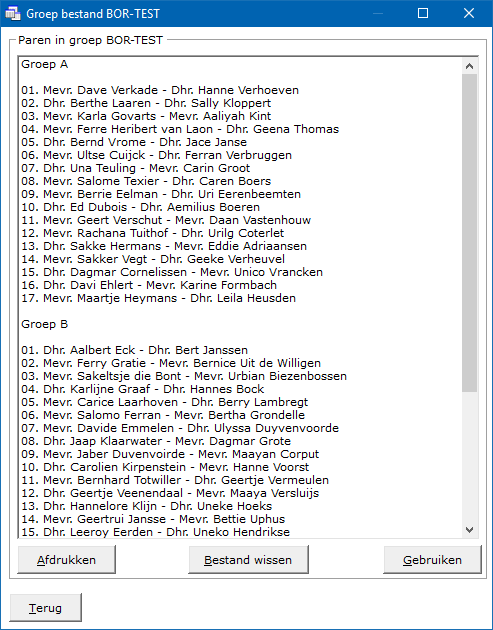 Groep bestand BOR-TEST
Paren in groep BOR-TEST
Groep A
01. Mevr. Dave Verkade - Dhr. Hanne Verhoeven
02. Dhr. Berthe Laaren - Dhr. Sally Kloppert
03. Mevr. Karla Govarts - Mevr. Aaliyah Kint
04. Mevr. Ferre Heribert van Laon - Dhr. Geena Thomas
05. Dhr. Bernd Vrome - Dhr. Jace Janse
06. Mevr. Ultse Cuijck - Dhr. Ferran Verbruggen
07. Dhr. Una Teuling - Mevr. Carin Groot
08. Mevr. Salome Texier - Dhr. Caren Boers
09. Mevr. Berrie Eelman - Dhr. Uri Eerenbeemten
10. Dhr. Ed Dubois - Dhr. Aemilius Boeren
11. Mevr. Geert Verschut - Mevr. Daan Vastenhouw
12. Mevr. Rachana Tuithof - Dhr. Urilg Coterlet
13. Dhr. Sakke Hermans - Mevr. Eddie Adriaansen
14. Mevr. Sakker Vegt - Dhr. Geeke Verheuvel
15. Dhr. Dagmar Cornelissen - Mevr. Unico Vrancken
16. Dhr. Davi Ehlert - Mevr. Karine Formbach
17. Mevr. Maartje Heymans - Dhr. Leila Heusden
Groep B
01. Dhr. Aalbert Eck - Dhr. Bert Janssen
02. Mevr. Ferry Gratie - Mevr. Bernice Uit de Willigen
03. Mevr. Sakeltsje die Bont - Mevr. Urbian Biezenbossen
04. Dhr. Karlijne Graaf - Dhr. Hannes Bock
05. Mevr. Carice Laarhoven - Dhr. Berry Lambregt
06. Mevr. Salomo Ferran - Mevr. Bertha Grondelle
07. Mevr. Davide Emmelen - Dhr. Ulyssa Duyvenvoorde
08. Dhr. Jaap Klaarwater - Mevr. Dagmar Grote
09. Mevr. Jaber Duvenvoirde - Mevr. Maayan Corput
10. Dhr. Carolien Kirpenstein - Mevr. Hanne Voorst
11. Mevr. Bernhard Totwiller - Dhr. Geertje Vermeulen
12. Dhr. Geertje Veenendaal - Mevr. Maaya Versluijs
13. Dhr. Hannelore Klijn - Dhr. Uneke Hoeks
14. Mevr. Geertrui Jansse - Mevr. Bettie Uphus
15. Dhr. Leeroy Eerden - Dhr. Uneko Hendrikse
Afdrukken Bestand wissen Gebruiken
Terug